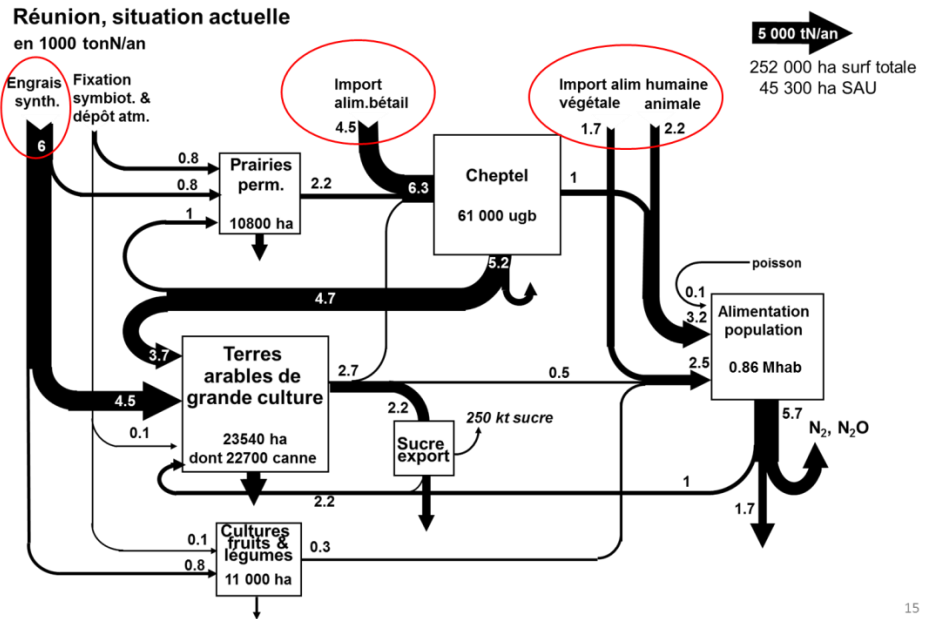 Réunion, situation actuelle
en 1000 tonN/an
5 000 tN/an
252 000 ha surf totale
45 300 ha SAU
Engrais
synth.
Fixation
symbiot. &
dépôt atm.
Import
alim.bétail
Import alim humaine
végétale animale
6
4.5
1.7
2.2
0.8
0.8
1
Prairies
perm.
10800 ha
2.2
6.3
Cheptel
61 000 ugb
1
5.2
4.7
3.7
poisson
0.1
3.2
2.5
Alimentation
population
0.86 Mhab
Terres
arables de
grande culture
23540 ha
dont 22700 canne
4.5
0.1
2.7
0.5
2.2
250 kt sucre
Sucre
export
5.7
N₂, N₂O
2.2
1
1.7
Cultures
fruits &
légumes
11 000 ha
0.1
0.8
0.3
15